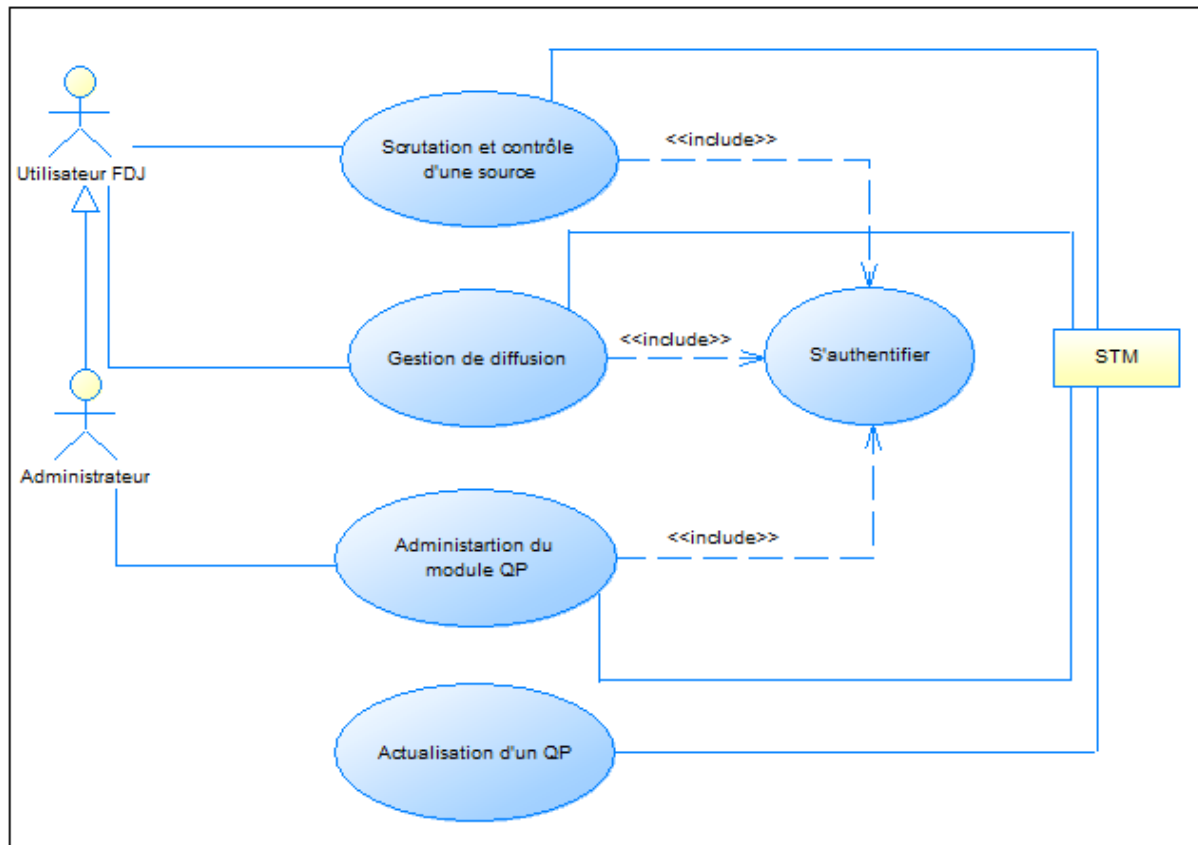 Utilisateur FDJ
Scrutation et contrôle
d'une source
<<include>>
Gestion de diffusion
<<include>>
S'authentifier
STM
Administrateur
Administartion du
module QP
<<include>>
Actualisation d'un QP